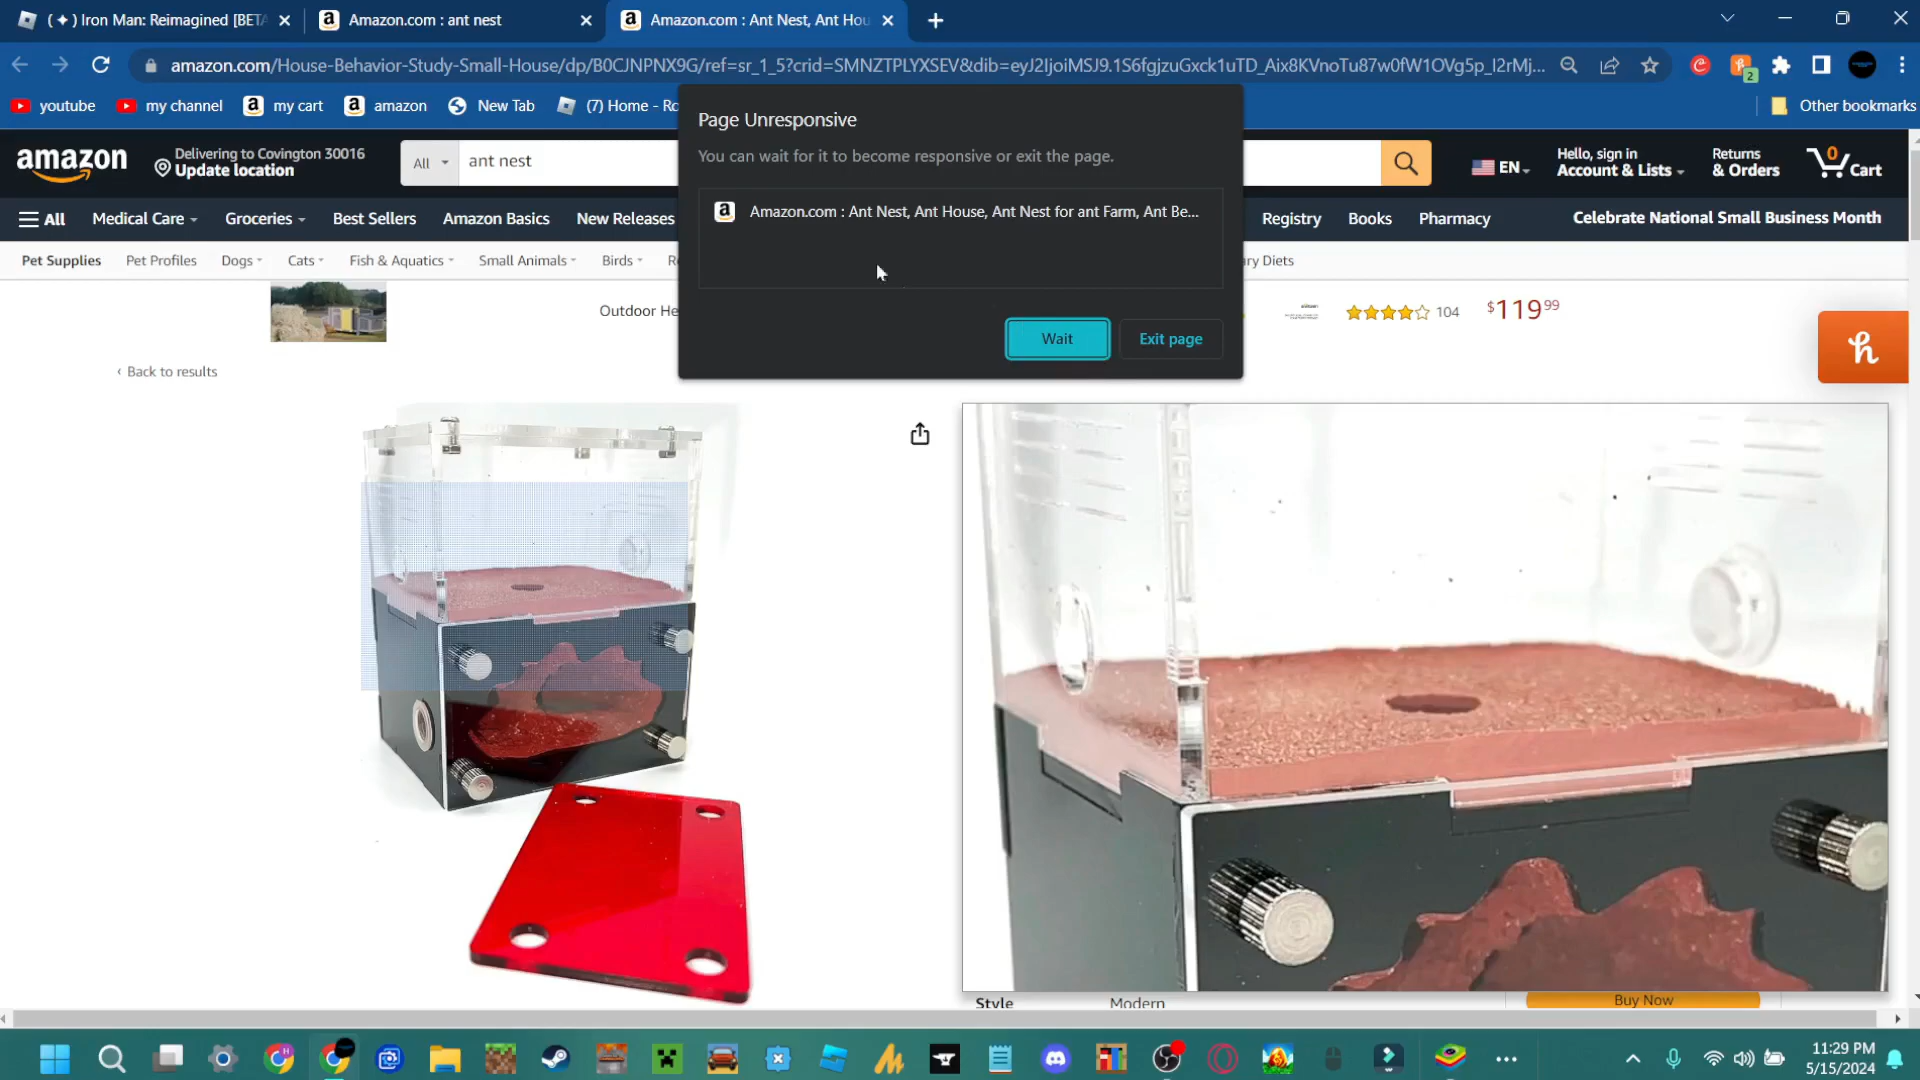 ( ✦ ) Iron Man: Reimagined [BETA
Amazon.com : ant nest
Amazon.com : Ant Nest, Ant Hou
amazon.com/House-Behavior-Study-Small-House/dp/B0CJNPNX9G/ref=sr_1_5?crid=SMNZTPLYXSEV&dib=eyJ2IjoiMSJ9.1S6fgjzuGxck1uTD_Aix8KVnoTu87w0fW1OVg5p_l2rMj...
2
youtube
my channel
my cart
amazon
New Tab
(7) Home - Ro
Other bookmarks
Page Unresponsive
You can wait for it to become responsive or exit the page.
Amazon.com : Ant Nest, Ant House, Ant Nest for ant Farm, Ant Be...
Wait
Exit page
amazon
Delivering to Covington 30016
Update location
All
ant nest
EN
Hello, sign in
Account & Lists
Returns
& Orders
0
Cart
All
Medical Care
Groceries
Best Sellers
Amazon Basics
New Releases
Registry
Books
Pharmacy
Celebrate National Small Business Month
Pet Supplies
Pet Profiles
Dogs
Cats
Fish & Aquatics
Small Animals
Birds
ary Diets
Outdoor He
104
$119 99
‹ Back to results
Style
Modern
Buy Now
11:29 PM
5/15/2024